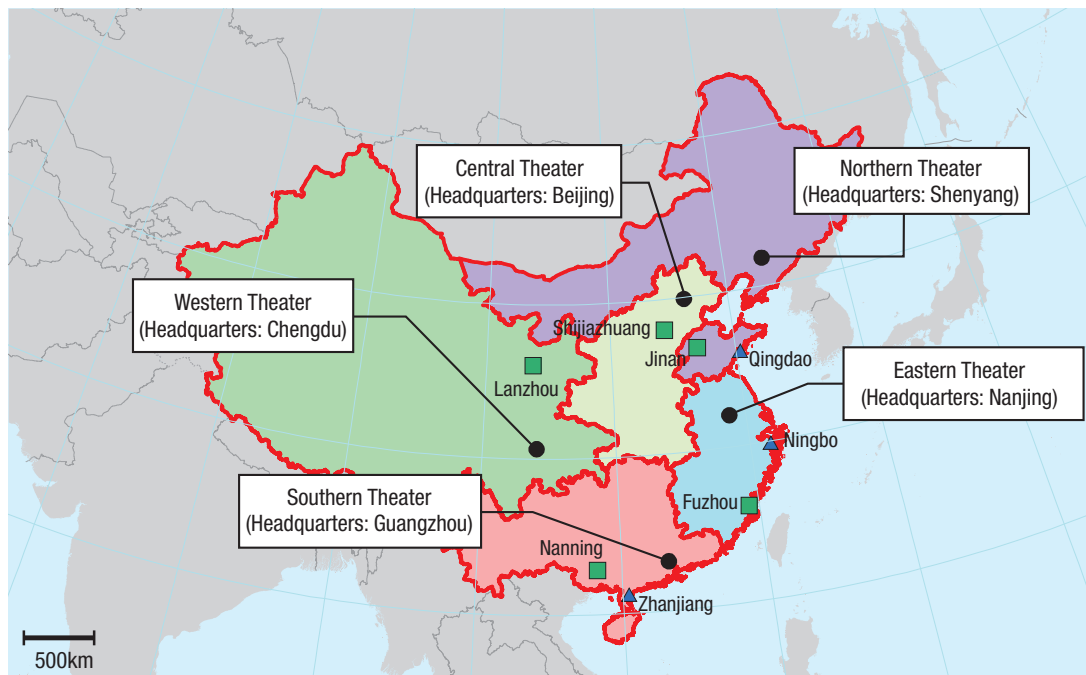 Central Theater
(Headquarters: Beijing)
Northern Theater
(Headquarters: Shenyang)
Western Theater
(Headquarters: Chengdu)
Shijiazhuang
Jinan
Qingdao
Lanzhou
Eastern Theater
(Headquarters: Nanjing)
Ningbo
Southern Theater
(Headquarters: Guangzhou)
Fuzhou
Nanning
Zhanjiang
500km